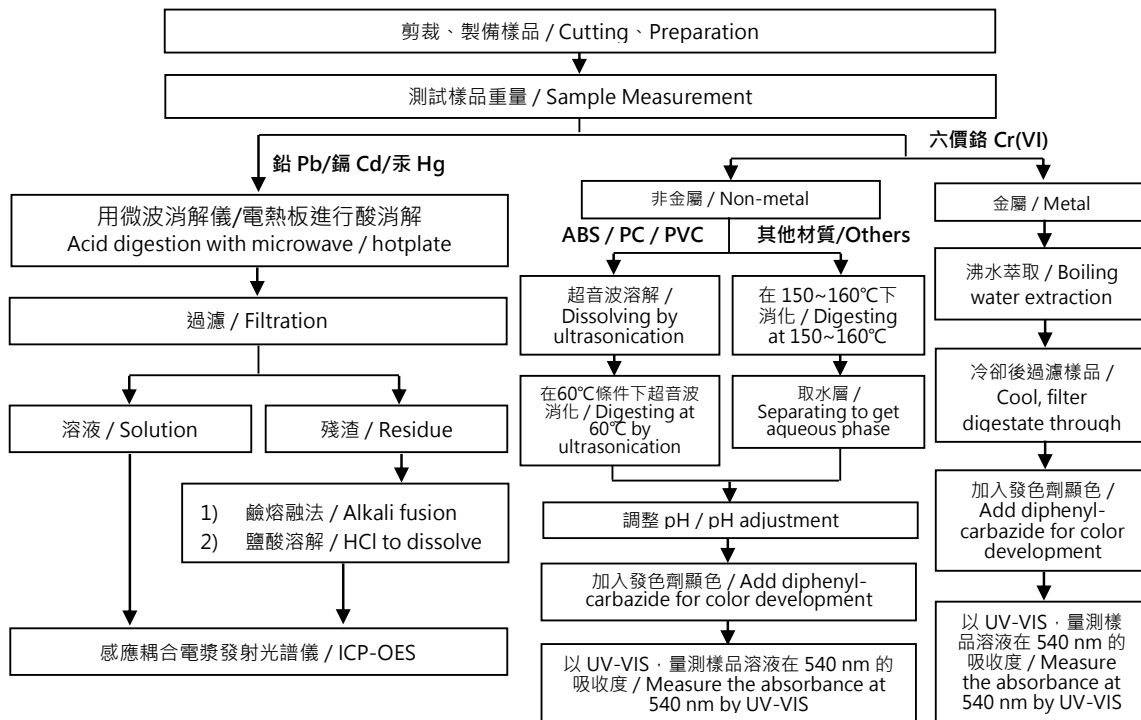 剪裁、製備樣品 / Cutting、Preparation
測試樣品重量 / Sample Measurement
鉛 Pb/鎘 Cd/汞 Hg
六價鉻 Cr(VI)
用微波消解儀/電熱板進行酸消解
Acid digestion with microwave / hotplate
過濾 / Filtration
溶液 / Solution
殘渣 / Residue
1) 鹼熔融法 / Alkali fusion
2) 鹽酸溶解 / HCl to dissolve
感應耦合電漿發射光譜儀 / ICP-OES
非金屬 / Non-metal
ABS / PC / PVC
其他材質/Others
超音波溶解 /
Dissolving by
ultrasonication
在60℃條件下超音波
消化 / Digesting at
60℃ by
ultrasonication
在 150~160℃下
消化 / Digesting
at 150~160℃
取水層 /
Separating to get
aqueous phase
調整 pH / pH adjustment
加入發色劑顯色 / Add diphenyl-
carbazide for color development
以 UV-VIS，量測樣品溶液在 540 nm 的
吸收度 / Measure the absorbance at
540 nm by UV-VIS
金屬 / Metal
沸水萃取 / Boiling
water extraction
冷卻後過濾樣品 /
Cool, filter
digestate through
加入發色劑顯色 /
Add diphenyl-
carbazide for color
development
以 UV-VIS，量測樣
品溶液在 540 nm 的
吸收度 / Measure
the absorbance at
540 nm by UV-VIS